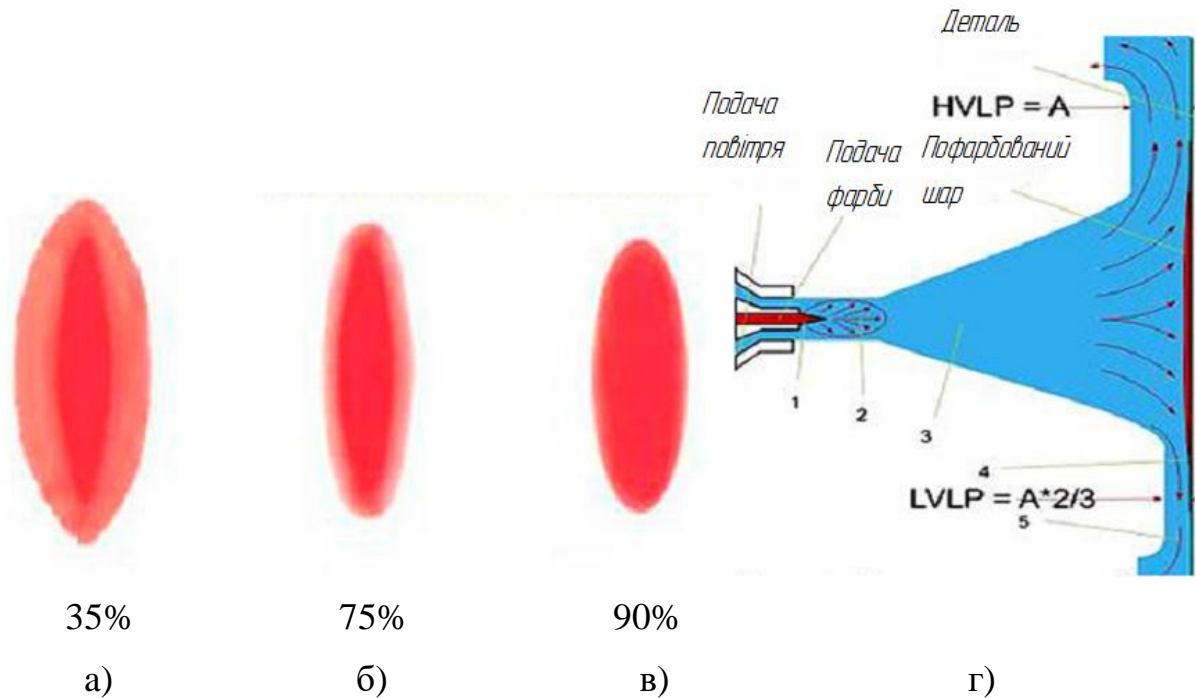 Деталь
Подача
повітря
HVLP = A
Подача
фарби
Пофарбований
шар
1
2
3
4
LVLP = A*2/3
5
35%
75%
90%
а)
б)
в)
г)